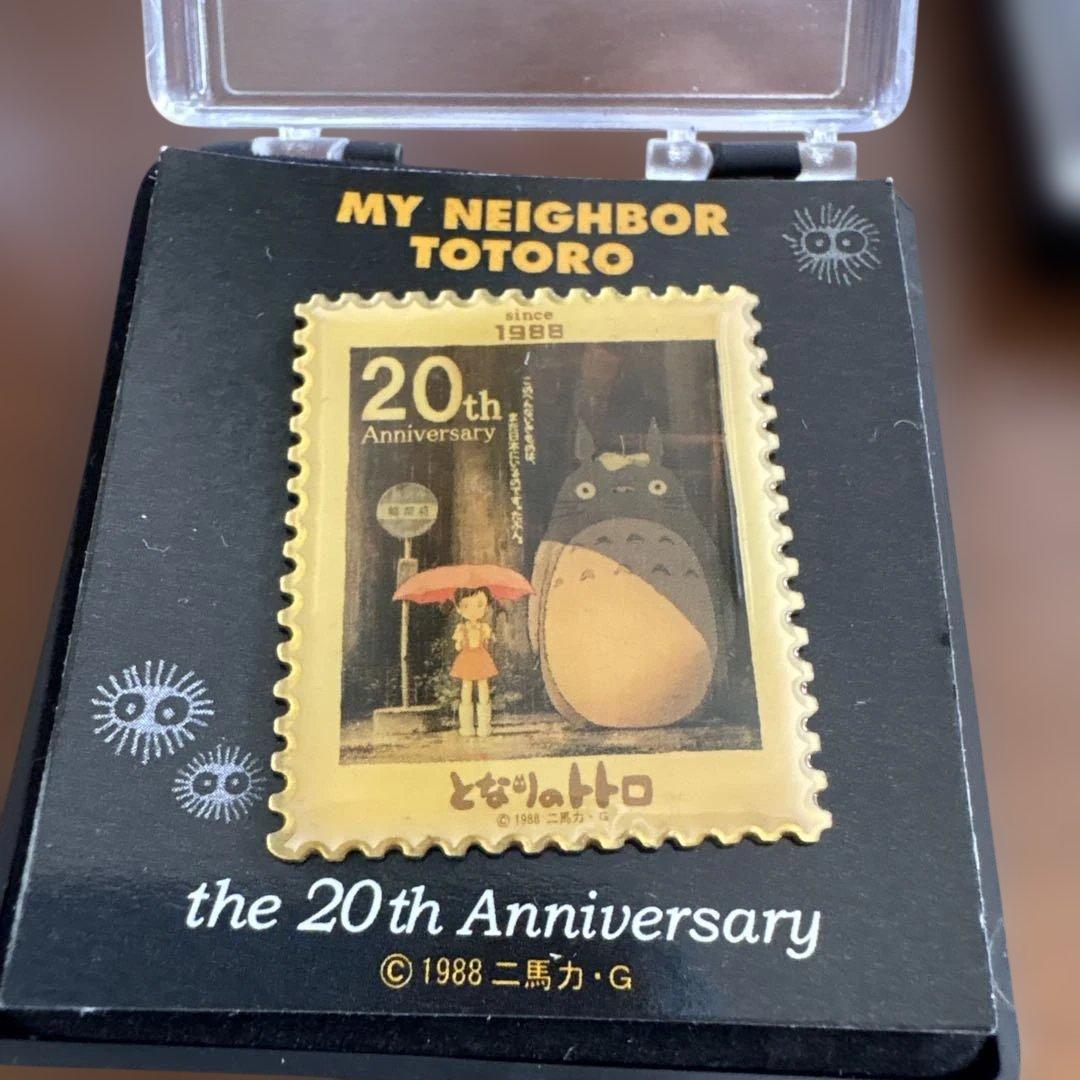 MY NEIGHBOR
TOTORO
since
1988
20th
Anniversary
となりのトトロ
©1988 二馬力・G
the 20th Anniversary
©1988 二馬力・G